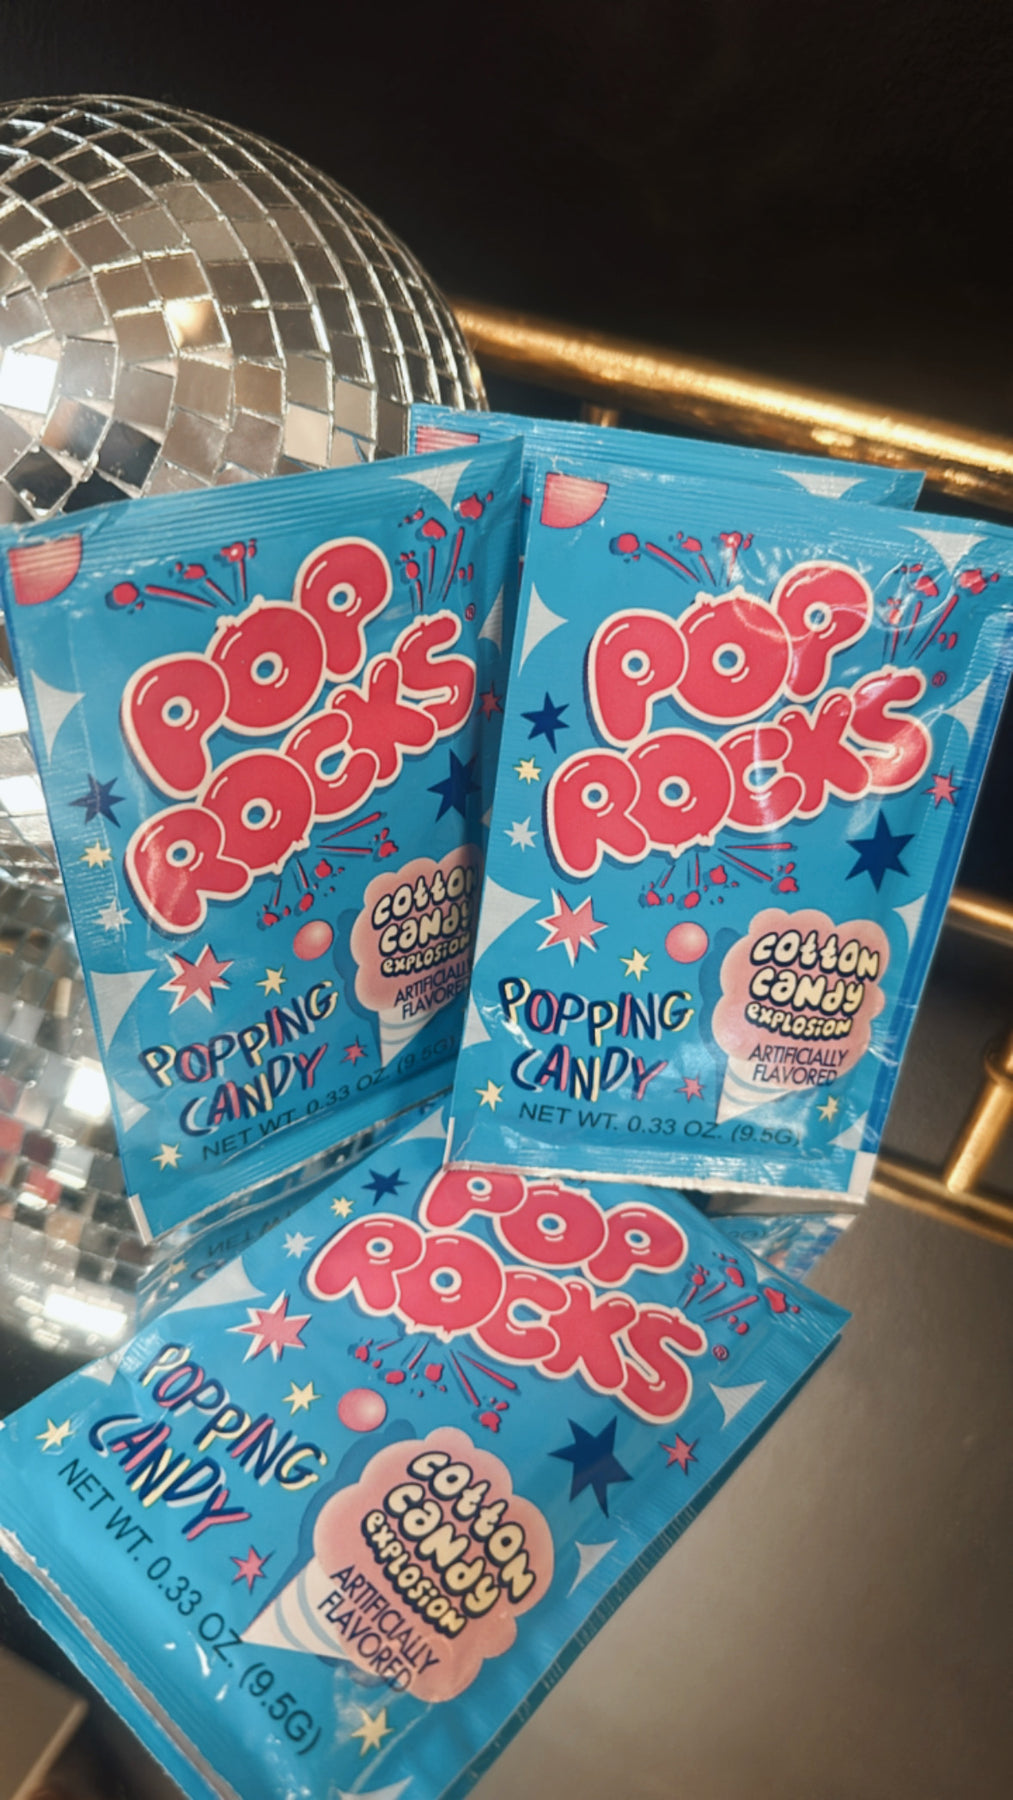 POP
ROCKS®
COTTON
CANDY
EXPLOSION
ARTIFICIALLY
FLAVORED
POPPING
CANDY
NET WT. 0.33 OZ. (9.5G)
POP
ROCKS®
COTTON
CANDY
EXPLOSION
ARTIFICIALLY
FLAVORED
POPPING
CANDY
NET WT. 0.33 OZ. (9.5G)
POP
ROCKS®
POPPING
CANDY
NET WT. 0.33 OZ. (9.5G)
COTTON
CANDY
EXPLOSION
ARTIFICIALLY
FLAVORED